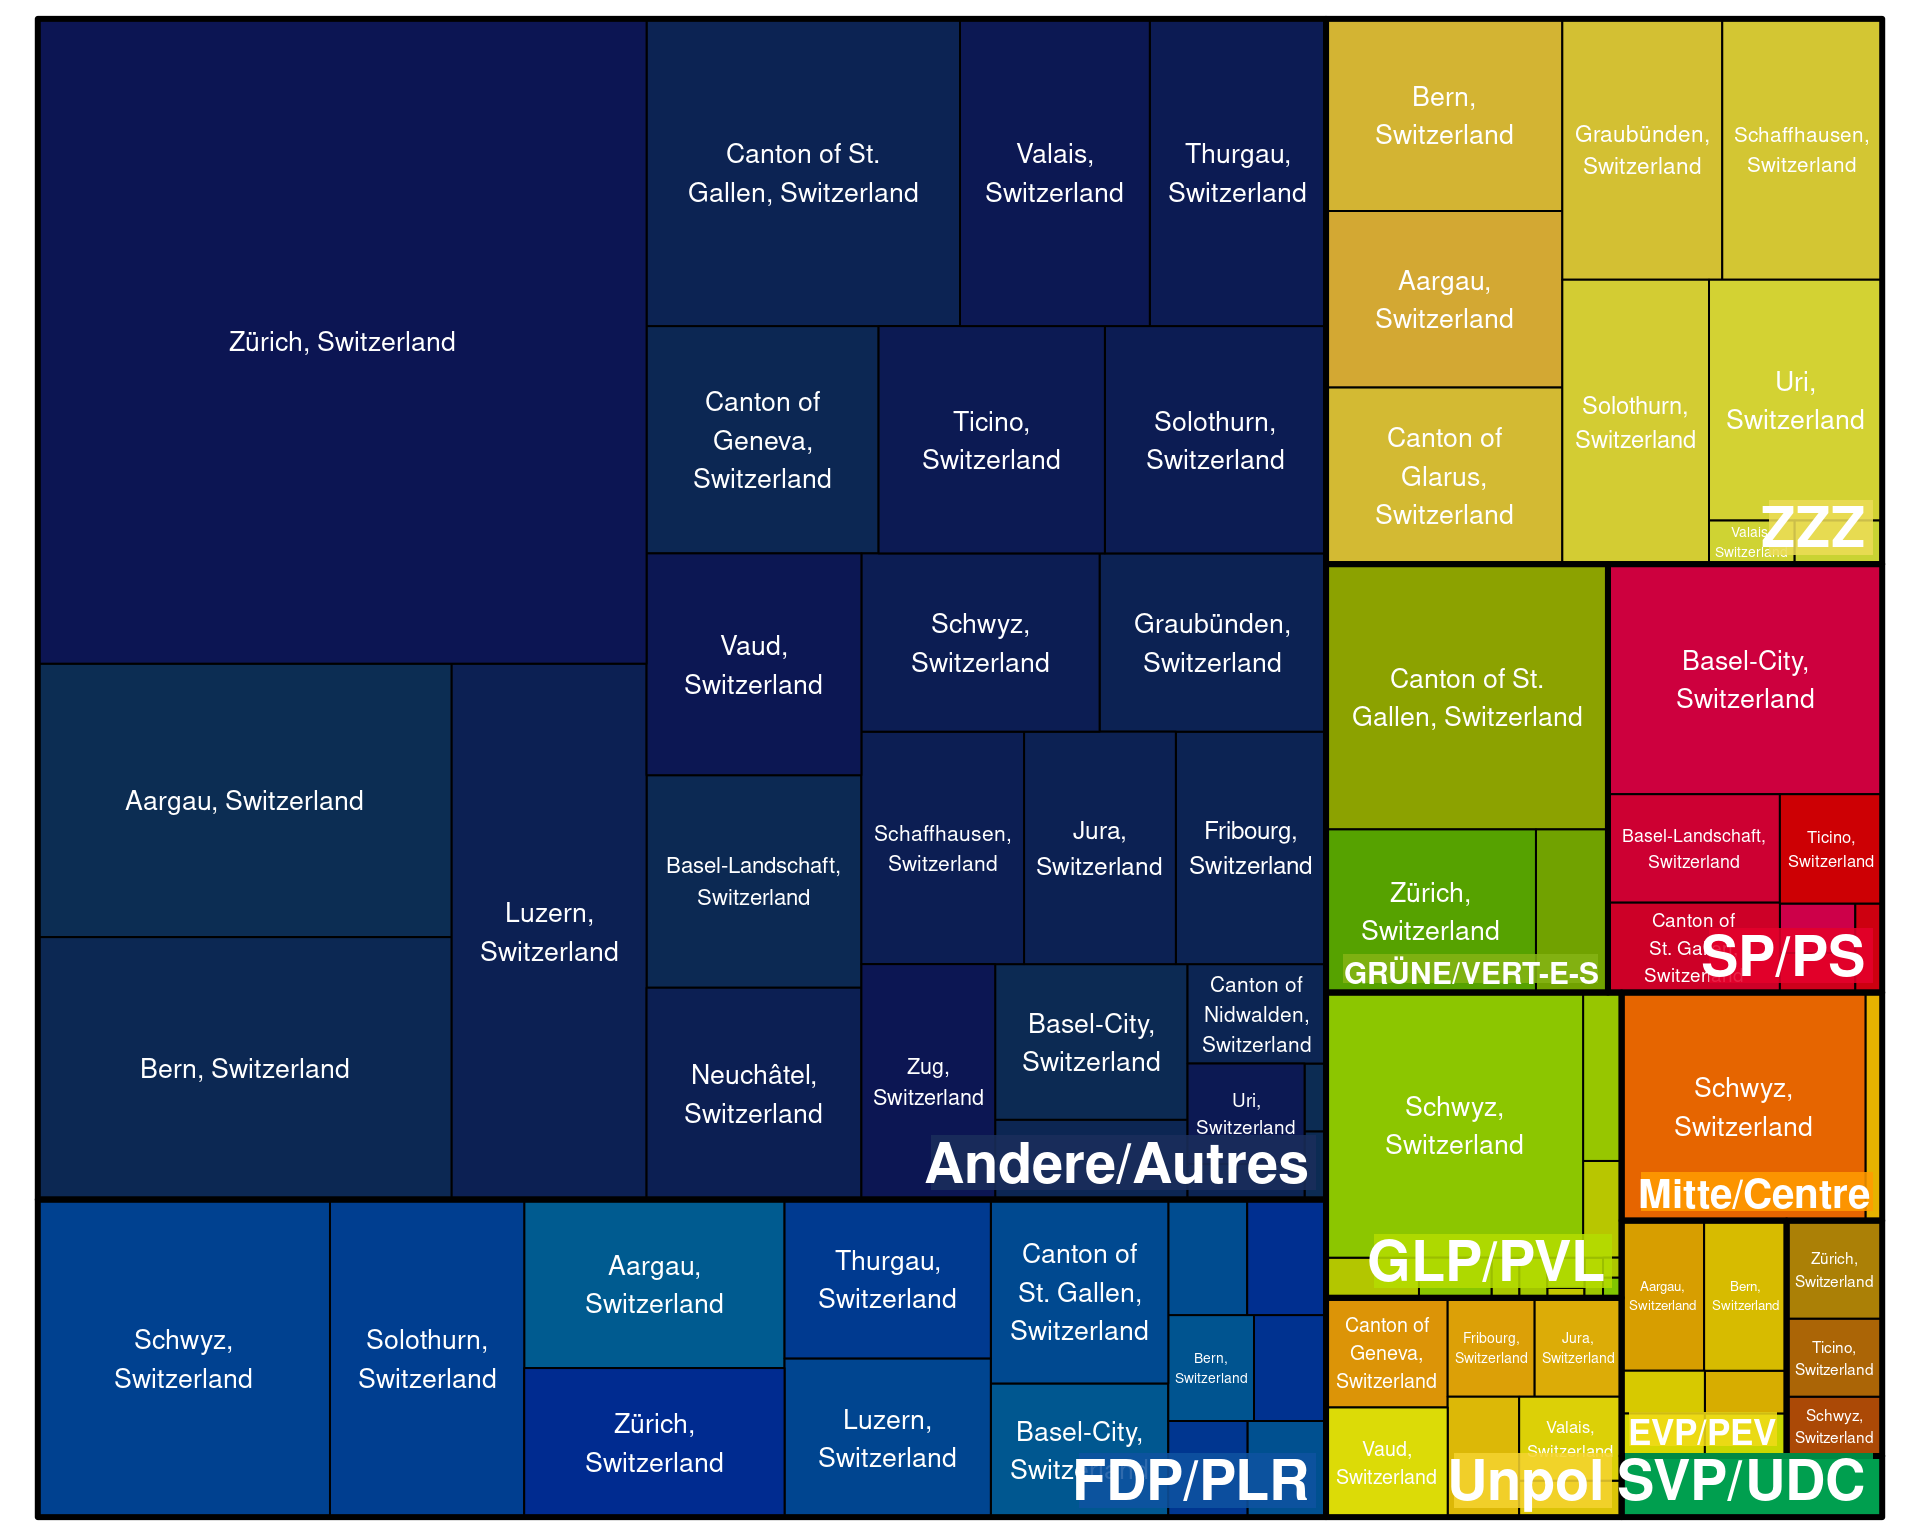 Zürich, Switzerland
Canton of St.
Gallen, Switzerland
Valais,
Switzerland
Thurgau,
Switzerland
Canton of
Geneva,
Switzerland
Ticino,
Switzerland
Solothurn,
Switzerland
Vaud,
Switzerland
Schwyz,
Switzerland
Graubünden,
Switzerland
Aargau, Switzerland
Bern, Switzerland
Luzern,
Switzerland
Basel-Landschaft,
Switzerland
Neuchâtel,
Switzerland
Schaffhausen,
Switzerland
Jura,
Switzerland
Fribourg,
Switzerland
Zug,
Switzerland
Basel-City,
Switzerland
Canton of
Nidwalden,
Switzerland
Uri,
Switzerland
Andere/Autres
Bern,
Switzerland
Aargau,
Switzerland
Canton of
Glarus,
Switzerland
Graubünden,
Switzerland
Schaffhausen,
Switzerland
Solothurn,
Switzerland
Uri,
Switzerland
Valais,
Switzerland
ZZZ
Canton of St.
Gallen, Switzerland
Zürich,
Switzerland
GRÜNE/VERT-E-S
Basel-City,
Switzerland
Basel-Landschaft,
Switzerland
Ticino,
Switzerland
Canton of
St. Gallen,
Switzerland
SP/PS
Schwyz,
Switzerland
GLP/PVL
Schwyz,
Switzerland
Mitte/Centre
Schwyz,
Switzerland
Solothurn,
Switzerland
Aargau,
Switzerland
Zürich,
Switzerland
Thurgau,
Switzerland
Luzern,
Switzerland
Canton of
St. Gallen,
Switzerland
Basel-City,
Switzerland
Bern,
Switzerland
FDP/PLR
Canton of
Geneva,
Switzerland
Vaud,
Switzerland
Fribourg,
Switzerland
Jura,
Switzerland
Valais,
Switzerland
Unpol
Aargau,
Switzerland
Bern,
Switzerland
EVP/PEV
Zürich,
Switzerland
Ticino,
Switzerland
Schwyz,
Switzerland
SVP/UDC